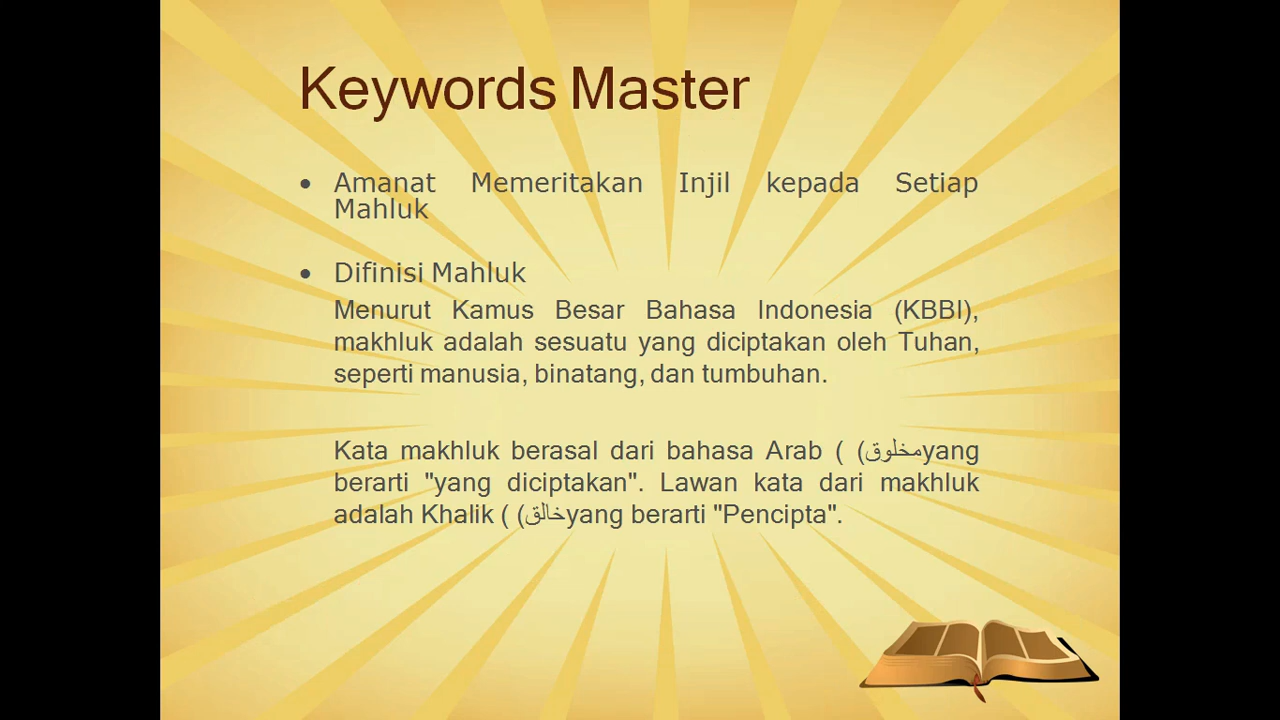 Keywords Master
• Amanat Memeritakan Injil kepada Setiap
Mahluk
• Difinisi Mahluk
Menurut Kamus Besar Bahasa Indonesia (KBBI),
makhluk adalah sesuatu yang diciptakan oleh Tuhan,
seperti manusia, binatang, dan tumbuhan.
Kata makhluk berasal dari bahasa Arab ( (مخلوقyang
berarti "yang diciptakan". Lawan kata dari makhluk
adalah Khalik ( (خالقyang berarti "Pencipta".